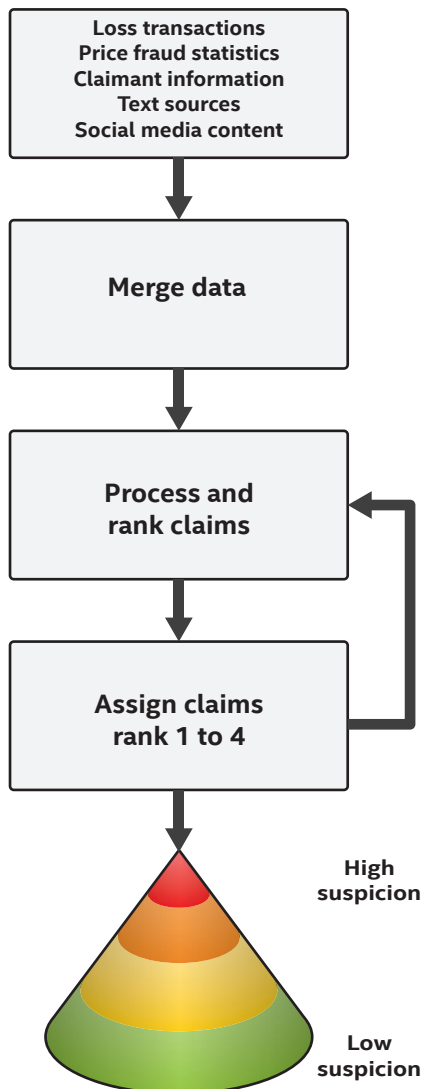 Loss transactions
Price fraud statistics
Claimant information
Text sources
Social media content
Merge data
Process and
rank claims
Assign claims
rank 1 to 4
High
suspicion
Low
suspicion